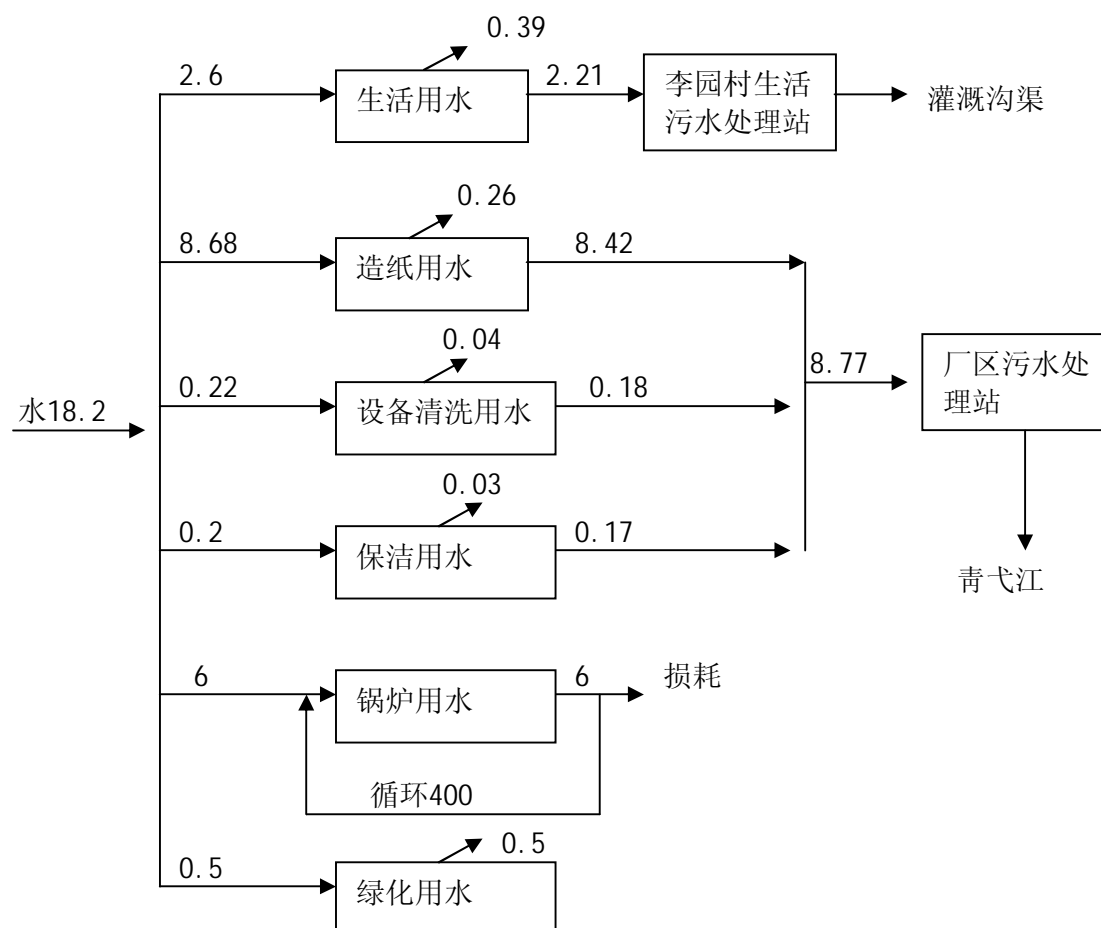 0.39
2.6
生活用水
2.21
李园村生活
污水处理站
灌溉沟渠
0.26
8.68
造纸用水
8.42
0.04
0.22
设备清洗用水
0.18
8.77
厂区污水处
理站
水18.2
0.03
0.2
保洁用水
0.17
青弋江
6
锅炉用水
6
损耗
循环400
0.5
0.5
绿化用水